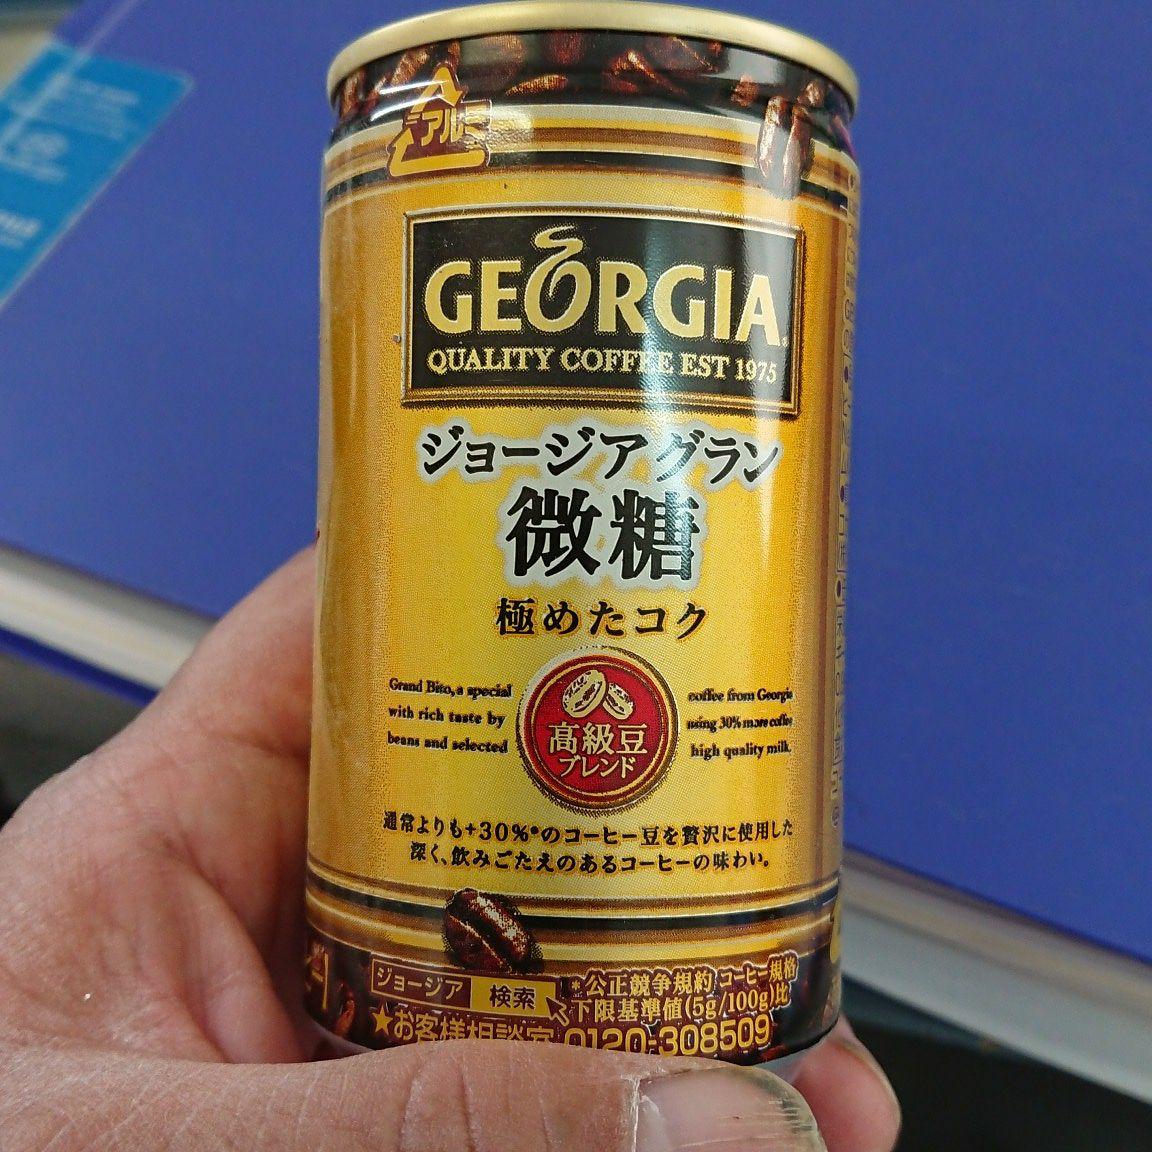 アルミ
GEORGIA
QUALITY COFFEE EST 1975
ジョージア グラン
微糖
極めたコク
Grand Bito, a special coffee from Georgia
with rich taste by using 30% more coffee
beans and selected high quality milk.
高級豆
ブレンド
通常よりも+30%*のコーヒー豆を贅沢に使用した
深く、飲みごたえのあるコーヒーの味わい。
ジョージア 検索
*公正競争規約 コーヒー規格
下限基準値(5g/100g)比
★お客様相談室 0120-308509